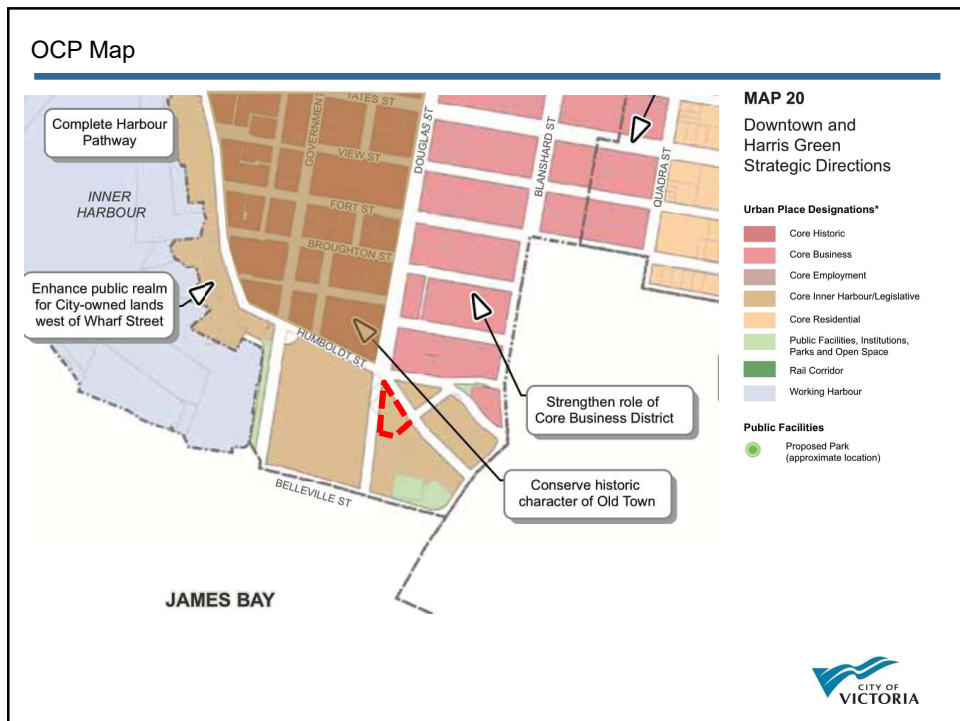 OCP Map
Complete Harbour
Pathway
INNER
HARBOUR
Enhance public realm
for City-owned lands
west of Wharf Street
YATES ST
GOVERNMENT
VIEW ST
FORT ST
BROUGHTON ST
HUMBOLDT ST
DOUGLAS ST
BLANSHARD ST
QUADRA ST
Strengthen role of
Core Business District
Conserve historic
character of Old Town
BELLEVILLE ST
JAMES BAY
MAP 20
Downtown and
Harris Green
Strategic Directions
Urban Place Designations*
Core Historic
Core Business
Core Employment
Core Inner Harbour/Legislative
Core Residential
Public Facilities, Institutions,
Parks and Open Space
Rail Corridor
Working Harbour
Public Facilities
Proposed Park
(approximate location)
CITY OF
VICTORIA